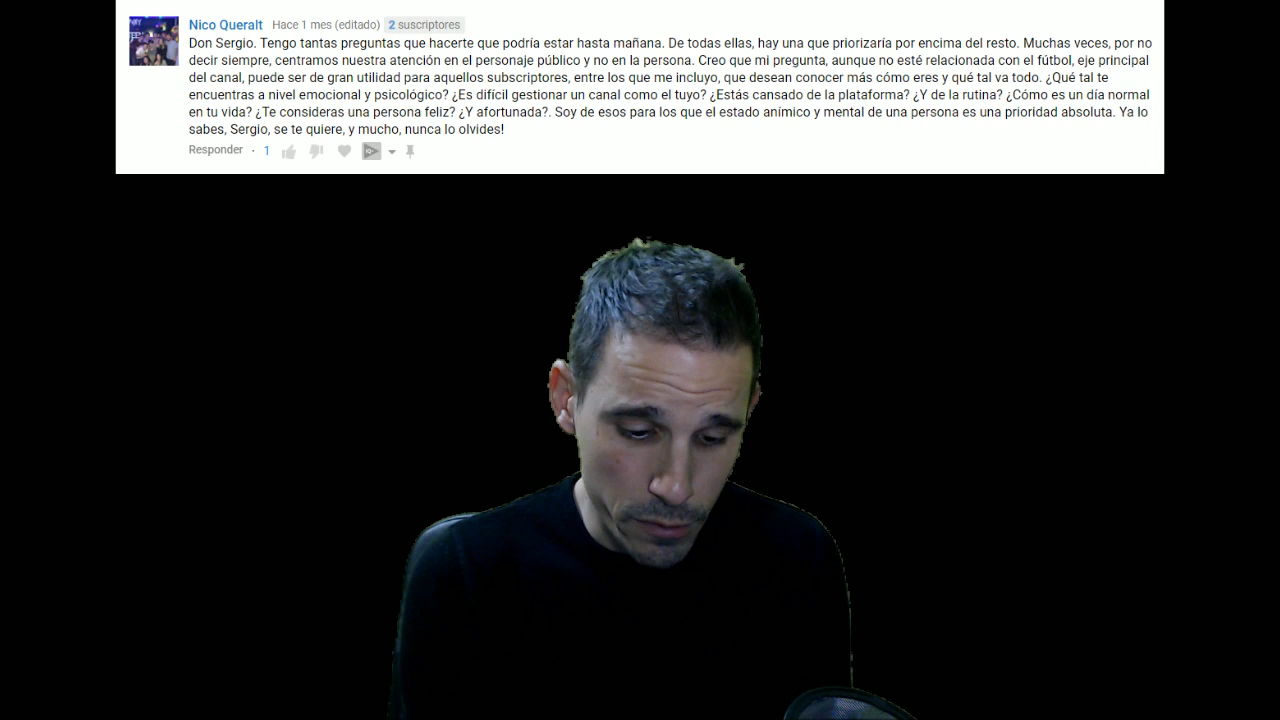 Nico Queralt Hace 1 mes (editado) 2 suscriptores
Don Sergio. Tengo tantas preguntas que hacerte que podría estar hasta mañana. De todas ellas, hay una que priorizaría por encima del resto. Muchas veces, por no
decir siempre, centramos nuestra atención en el personaje público y no en la persona. Creo que mi pregunta, aunque no esté relacionada con el fútbol, eje principal
del canal, puede ser de gran utilidad para aquellos subscriptores, entre los que me incluyo, que desean conocer más cómo eres y qué tal va todo. ¿Qué tal te
encuentras a nivel emocional y psicológico? ¿Es difícil gestionar un canal como el tuyo? ¿Estás cansado de la plataforma? ¿Y de la rutina? ¿Cómo es un día normal
en tu vida? ¿Te consideras una persona feliz? ¿Y afortunada?. Soy de esos para los que el estado anímico y mental de una persona es una prioridad absoluta. Ya lo
sabes, Sergio, se te quiere, y mucho, nunca lo olvides!
Responder · 1